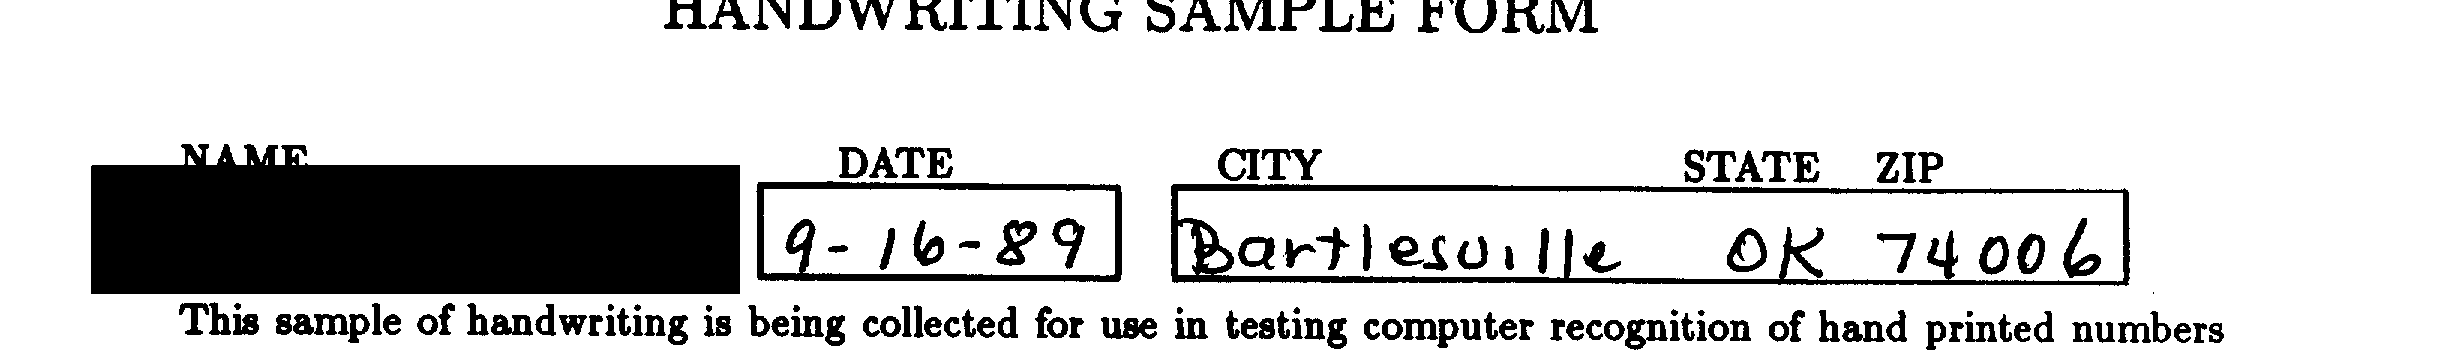 HANDWRITING SAMPLE FORM
NAME DATE CITY STATE ZIP
9-16-89 Bartlesville OK 74006
This sample of handwriting is being collected for use in testing computer recognition of hand printed numbers